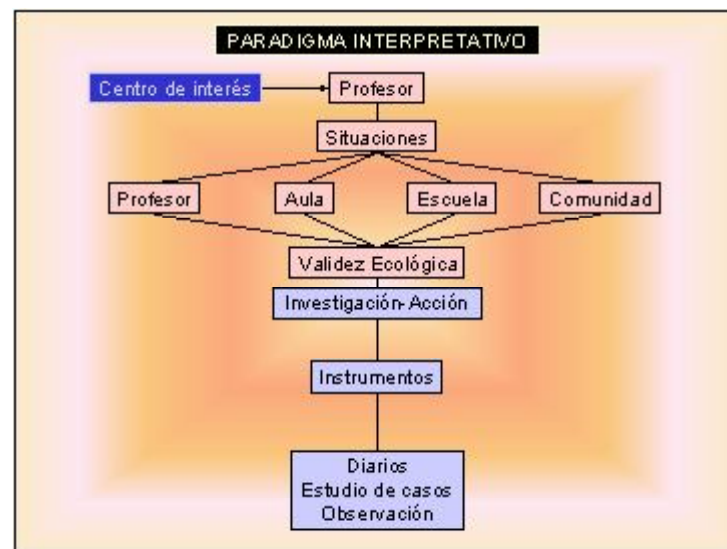 PARADIGMA INTERPRETATIVO
Centro de interés
Profesor
Situaciones
Profesor
Aula
Escuela
Comunidad
Validez Ecológica
Investigación-Acción
Instrumentos
Diarios
Estudio de casos
Observación